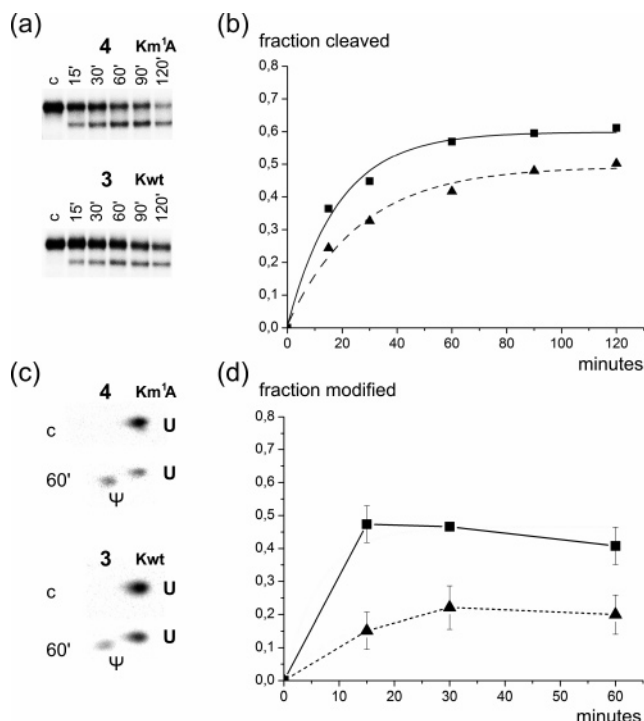 (a)
4 Km¹A
c 15' 30' 60' 90' 120'
3 Kwt
c 15' 30' 60' 90' 120'
(b)
fraction cleaved
0,8
0,7
0,6
0,5
0,4
0,3
0,2
0,1
0,0
0 20 40 60 80 100 120
minutes
(c)
4 Km¹A
c U
60' U
Ψ
3 Kwt
c U
60' U
Ψ
(d)
fraction modified
0,8
0,7
0,6
0,5
0,4
0,3
0,2
0,1
0,0
0 10 20 30 40 50 60
minutes